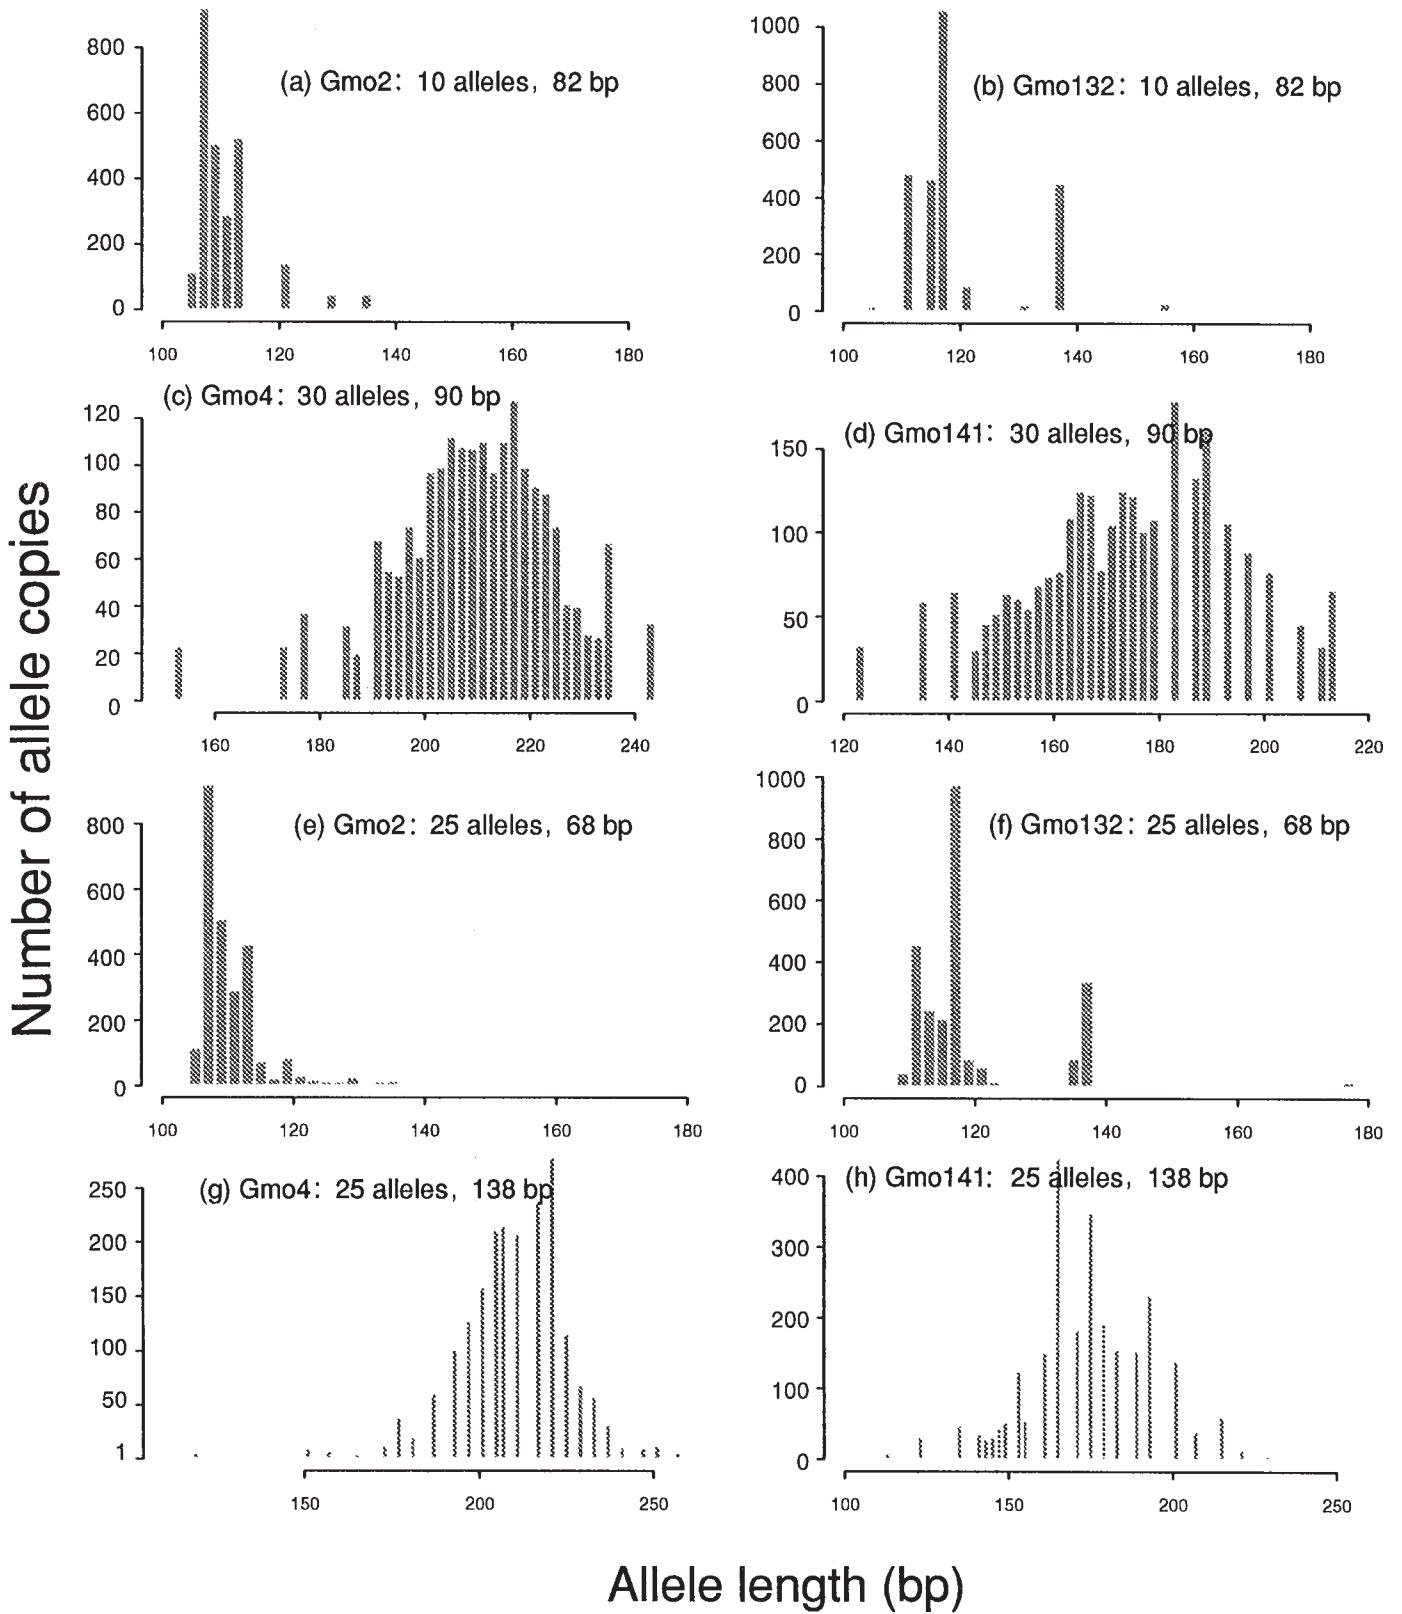 Number of allele copies
(a) Gmo2: 10 alleles, 82 bp
800
600
400
200
0
100 120 140 160 180
(b) Gmo132: 10 alleles, 82 bp
1000
800
600
400
200
0
100 120 140 160 180
(c) Gmo4: 30 alleles, 90 bp
120
100
80
60
40
20
0
160 180 200 220 240
(d) Gmo141: 30 alleles, 90 bp
150
100
50
0
120 140 160 180 200 220
(e) Gmo2: 25 alleles, 68 bp
800
600
400
200
0
100 120 140 160 180
(f) Gmo132: 25 alleles, 68 bp
1000
800
600
400
200
0
100 120 140 160 180
(g) Gmo4: 25 alleles, 138 bp
250
200
150
100
50
1
150 200 250
(h) Gmo141: 25 alleles, 138 bp
400
300
200
100
0
100 150 200 250
Allele length (bp)